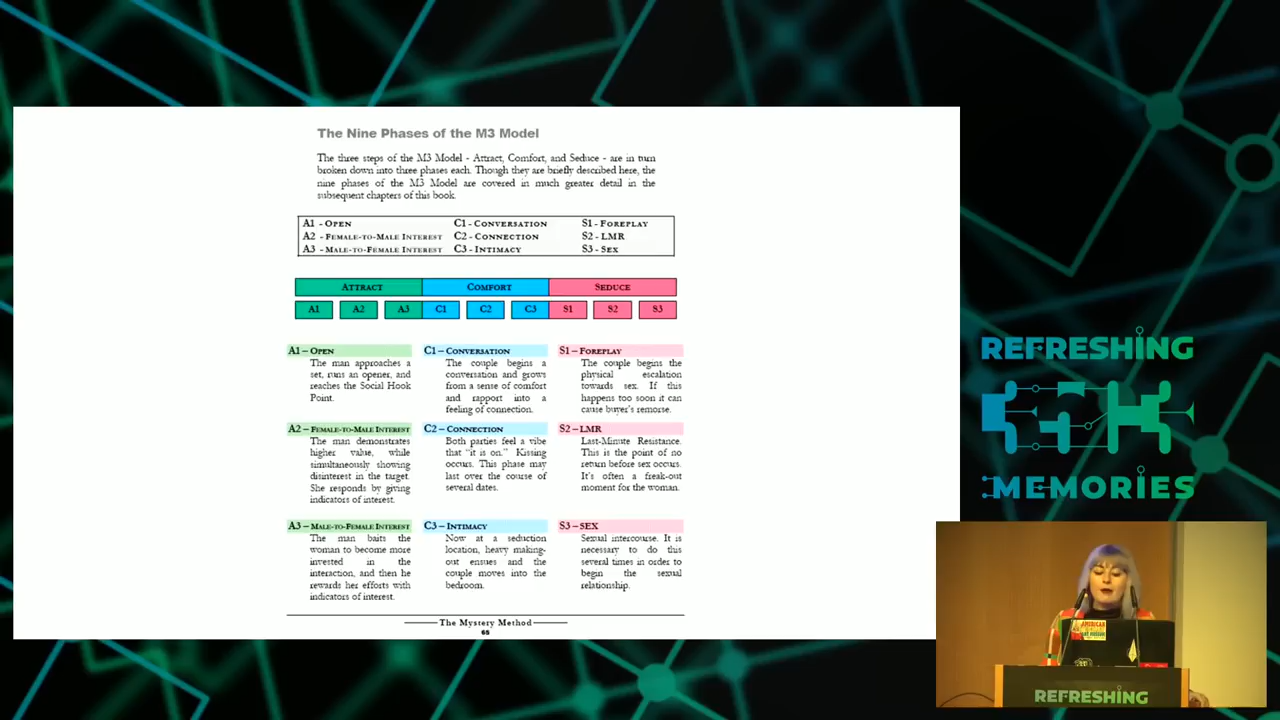 The Nine Phases of the M3 Model
The three steps of the M3 Model - Attract, Comfort, and Seduce - are in turn
broken down into three phases each. Though they are briefly described here, the
nine phases of the M3 Model are covered in much greater detail in the
subsequent chapters of this book.
A1 - OPEN
A2 - FEMALE-TO-MALE INTEREST
A3 - MALE-TO-FEMALE INTEREST
C1 - CONVERSATION
C2 - CONNECTION
C3 - INTIMACY
S1 - FOREPLAY
S2 - LMR
S3 - SEX
ATTRACT COMFORT SEDUCE
A1 A2 A3 C1 C2 C3 S1 S2 S3
A1 – OPEN
The man approaches a
set, runs an opener, and
reaches the Social Hook
Point.
A2 – FEMALE-TO-MALE INTEREST
The man demonstrates
higher value, while
simultaneously showing
disinterest in the target.
She responds by giving
indicators of interest.
A3 – MALE-TO-FEMALE INTEREST
The man baits the
woman to become more
invested in the
interaction, and then he
rewards her efforts with
indicators of interest.
C1 – CONVERSATION
The couple begins a
conversation and grows
from a sense of comfort
and rapport into a
feeling of connection.
C2 – CONNECTION
Both parties feel a vibe
that "it is on." Kissing
occurs. This phase may
last over the course of
several dates.
C3 – INTIMACY
Now at a seduction
location, heavy making-
out ensues and the
couple moves into the
bedroom.
S1 – FOREPLAY
The couple begins the
physical escalation
towards sex. If this
happens too soon it can
cause buyer's remorse.
S2 – LMR
Last-Minute Resistance.
This is the point of no
return before sex occurs.
It's often a freak-out
moment for the woman.
S3 – SEX
Sexual intercourse. It is
necessary to do this
several times in order to
begin the sexual
relationship.
The Mystery Method
65
REFRESHING
MEMORIES
AMERICAN
REFRESHING